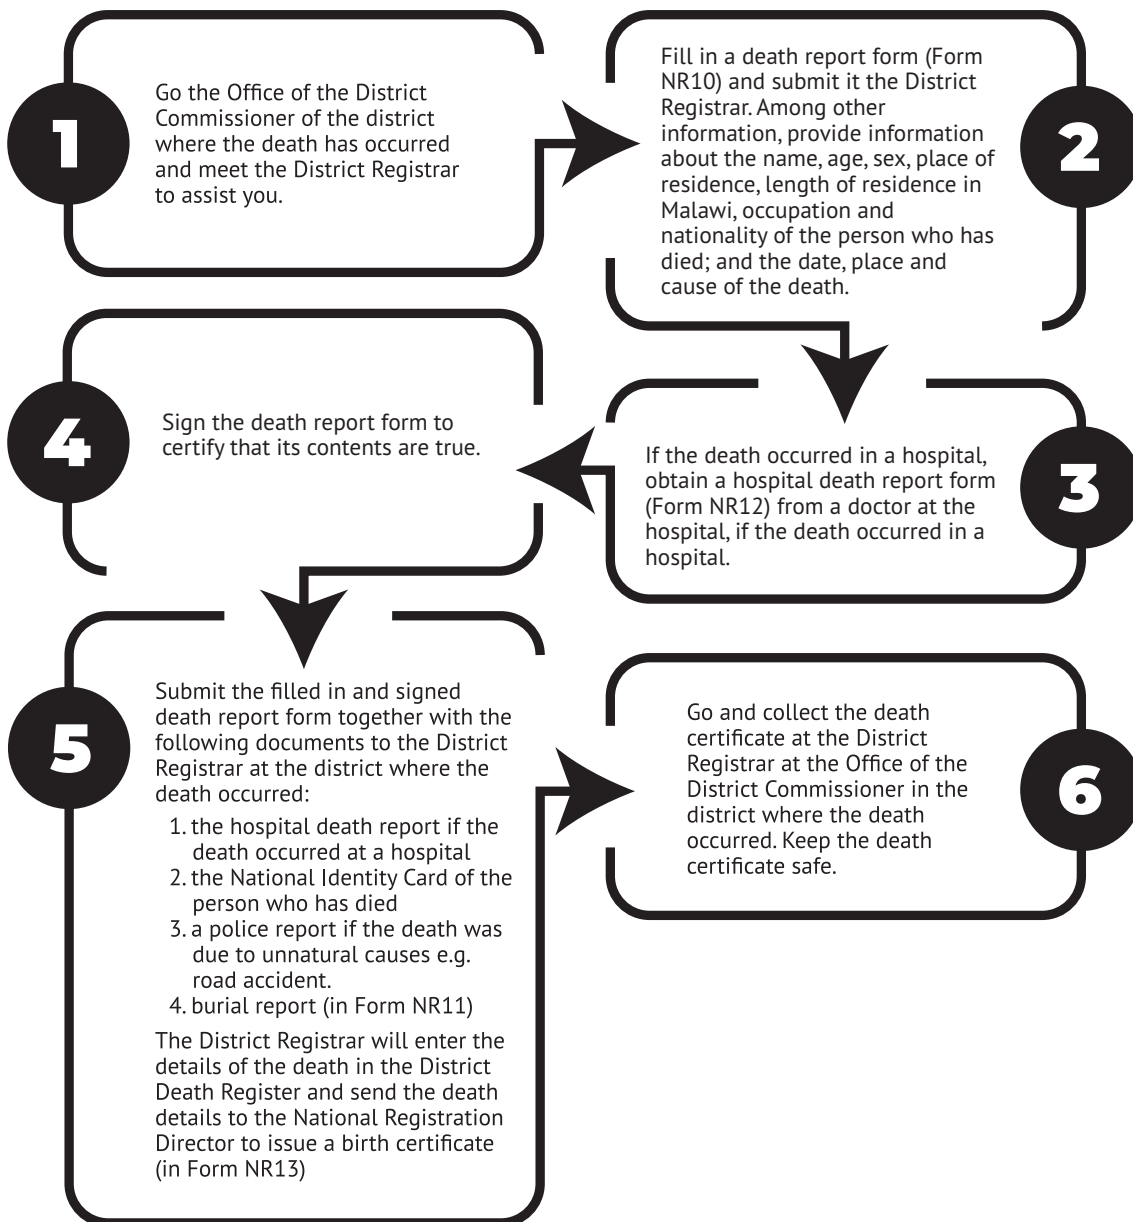 1
Go the Office of the District
Commissioner of the district
where the death has occurred
and meet the District Registrar
to assist you.
2
Fill in a death report form (Form
NR10) and submit it the District
Registrar. Among other
information, provide information
about the name, age, sex, place of
residence, length of residence in
Malawi, occupation and
nationality of the person who has
died; and the date, place and
cause of the death.
3
If the death occurred in a hospital,
obtain a hospital death report form
(Form NR12) from a doctor at the
hospital, if the death occurred in a
hospital.
4
Sign the death report form to
certify that its contents are true.
5
Submit the filled in and signed
death report form together with the
following documents to the District
Registrar at the district where the
death occurred:
1. the hospital death report if the
death occurred at a hospital
2. the National Identity Card of the
person who has died
3. a police report if the death was
due to unnatural causes e.g.
road accident.
4. burial report (in Form NR11)
The District Registrar will enter the
details of the death in the District
Death Register and send the death
details to the National Registration
Director to issue a birth certificate
(in Form NR13)
6
Go and collect the death
certificate at the District
Registrar at the Office of the
District Commissioner in the
district where the death
occurred. Keep the death
certificate safe.